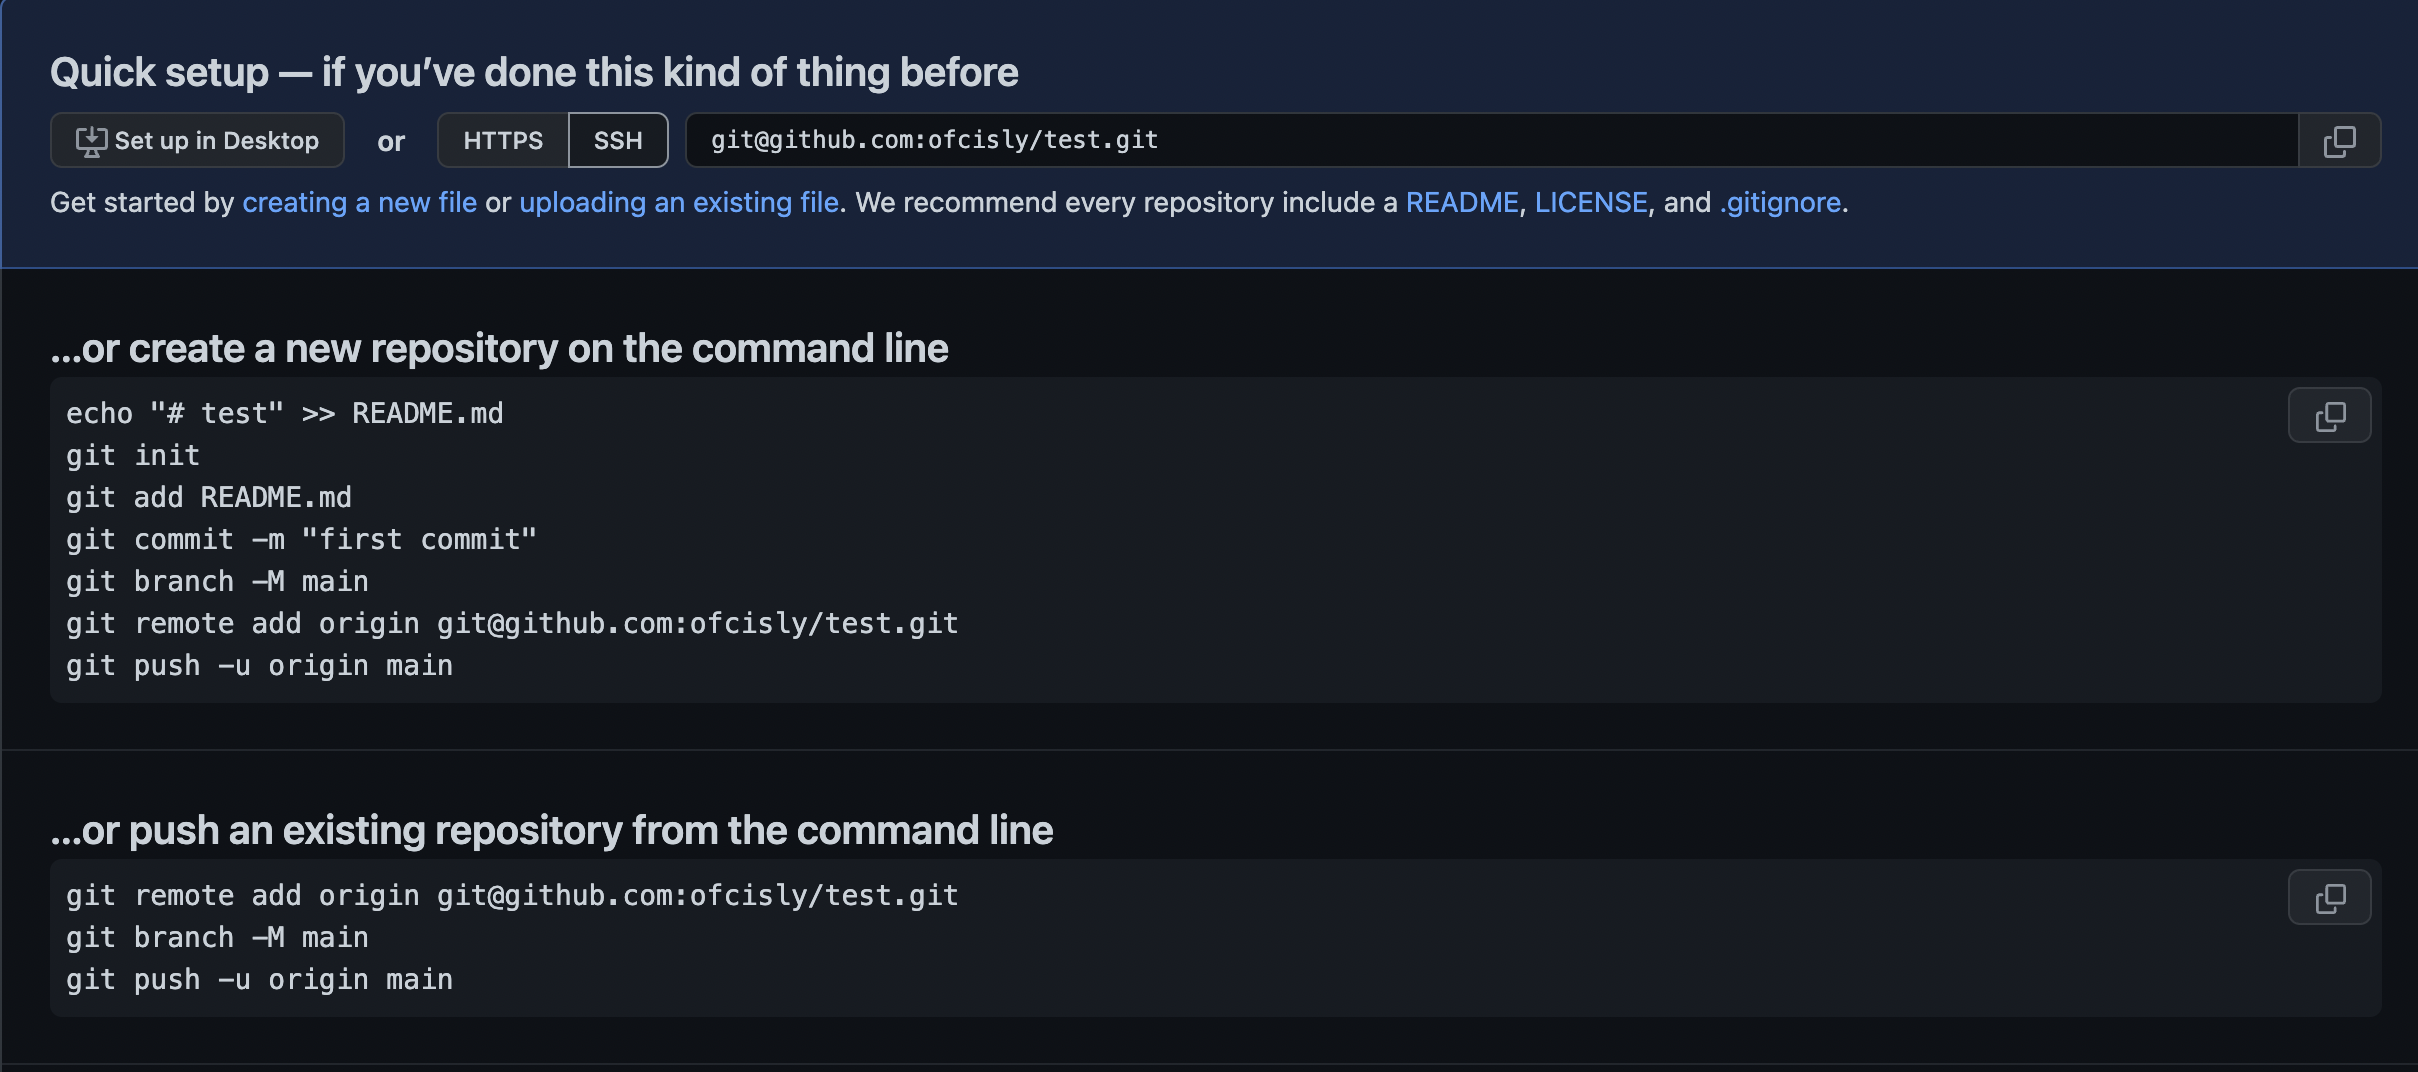 Quick setup — if you’ve done this kind of thing before
Set up in Desktop or HTTPS SSH git@github.com:ofcisly/test.git
Get started by creating a new file or uploading an existing file. We recommend every repository include a README, LICENSE, and .gitignore.
…or create a new repository on the command line
echo "# test" >> README.md
git init
git add README.md
git commit -m "first commit"
git branch -M main
git remote add origin git@github.com:ofcisly/test.git
git push -u origin main
…or push an existing repository from the command line
git remote add origin git@github.com:ofcisly/test.git
git branch -M main
git push -u origin main